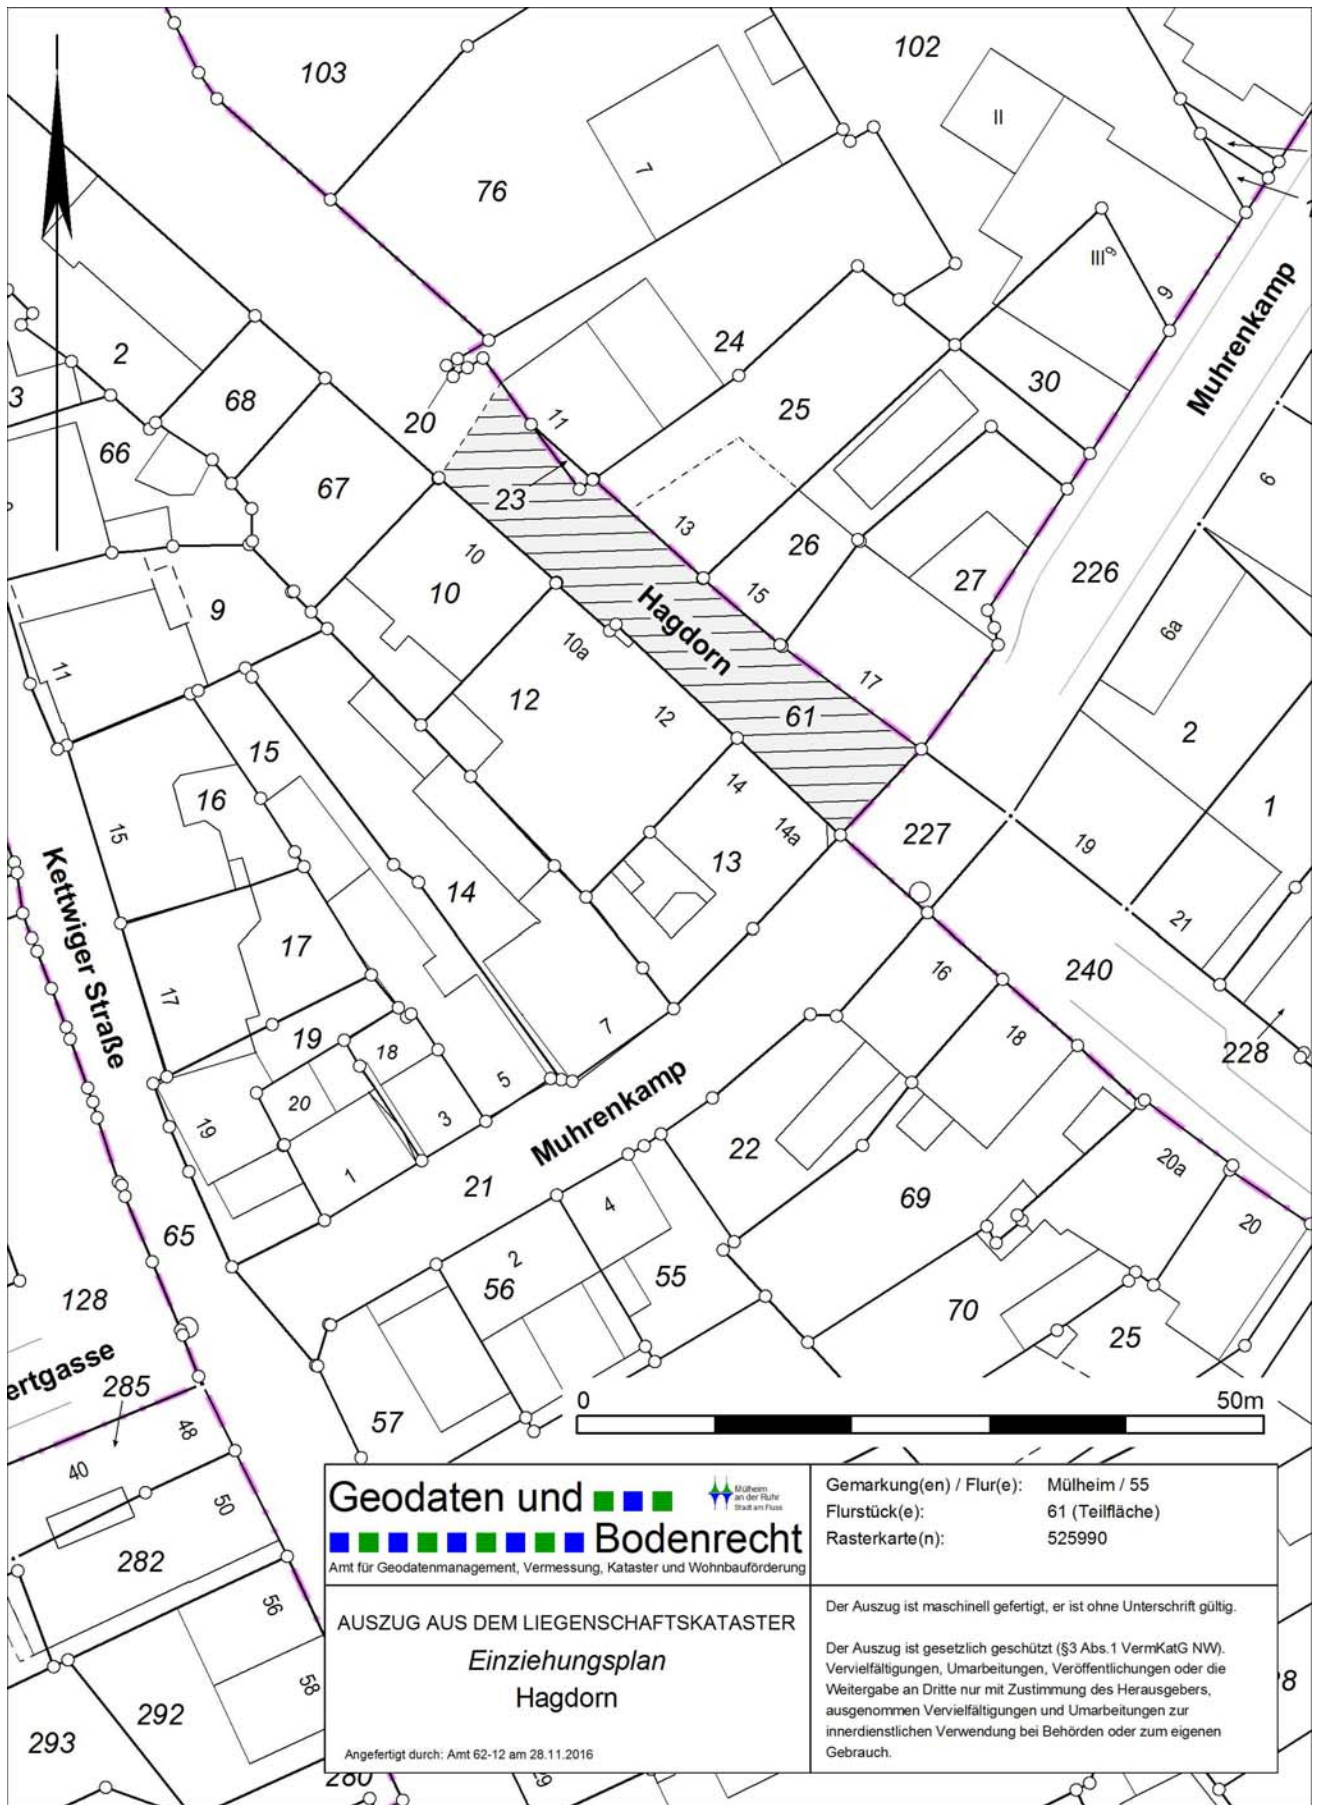 103
102
II
7
76
III
9
9
Muhrenkamp
2
24
30
3
68
20
11
25
6
66
67
23
13
26
27
226
10
10
15
6a
9
Hagdorn
11
10a
12
12
17
61
2
15
16
14
14a
13
227
19
1
15
14
21
Kettwiger Straße
17
17
16
240
7
18
228
19
18
5
20
3
19
1
Muhrenkamp
22
20a
21
4
69
20
65
2
56
55
128
70
25
ertgasse
285
57
48
40
50
282
56
58
292
293
280
29
8
0 50m
Geodaten und
Bodenrecht
Mülheim
an der Ruhr
Stadt am Fluss
Amt für Geodatenmanagement, Vermessung, Kataster und Wohnbauförderung
Gemarkung(en) / Flur(e): Mülheim / 55
Flurstück(e): 61 (Teilfläche)
Rasterkarte(n): 525990
AUSZUG AUS DEM LIEGENSCHAFTSKATASTER
Einziehungsplan
Hagdorn
Angefertigt durch: Amt 62-12 am 28.11.2016
Der Auszug ist maschinell gefertigt, er ist ohne Unterschrift gültig.
Der Auszug ist gesetzlich geschützt (§3 Abs.1 VermKatG NW).
Vervielfältigungen, Umarbeitungen, Veröffentlichungen oder die
Weitergabe an Dritte nur mit Zustimmung des Herausgebers,
ausgenommen Vervielfältigungen und Umarbeitungen zur
innerdienstlichen Verwendung bei Behörden oder zum eigenen
Gebrauch.